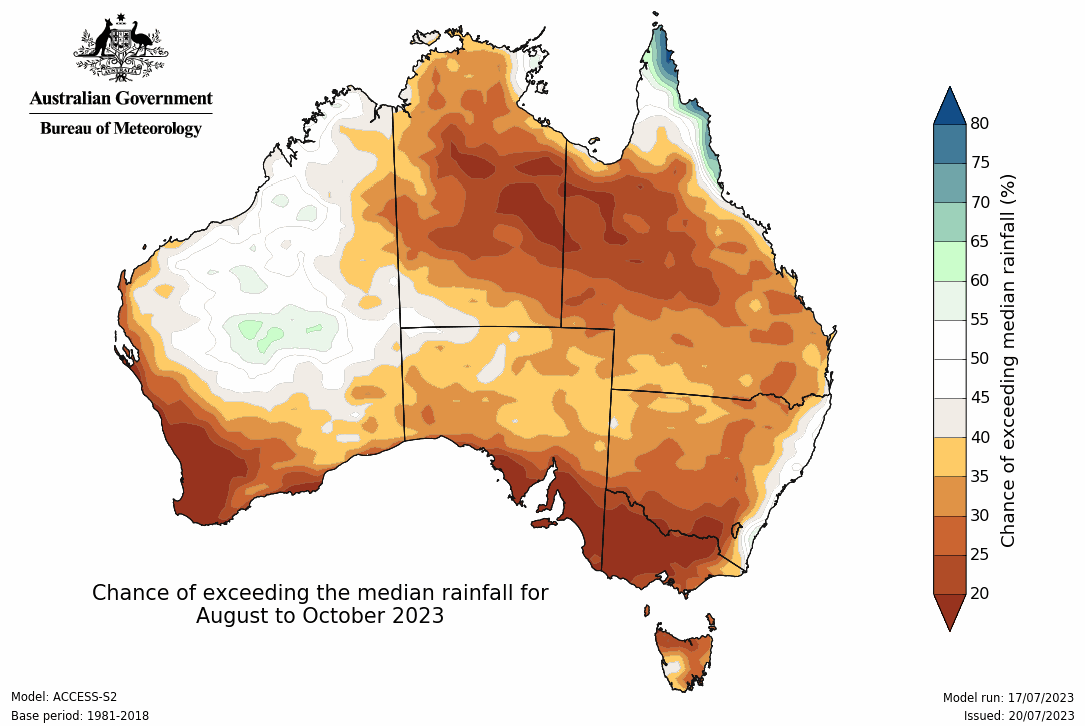 Australian Government
Bureau of Meteorology
80
75
70
65
60
55
50
45
40
35
30
25
20
Chance of exceeding median rainfall (%)
Chance of exceeding the median rainfall for
August to October 2023
Model: ACCESS-S2
Base period: 1981-2018
Model run: 17/07/2023
Issued: 20/07/2023